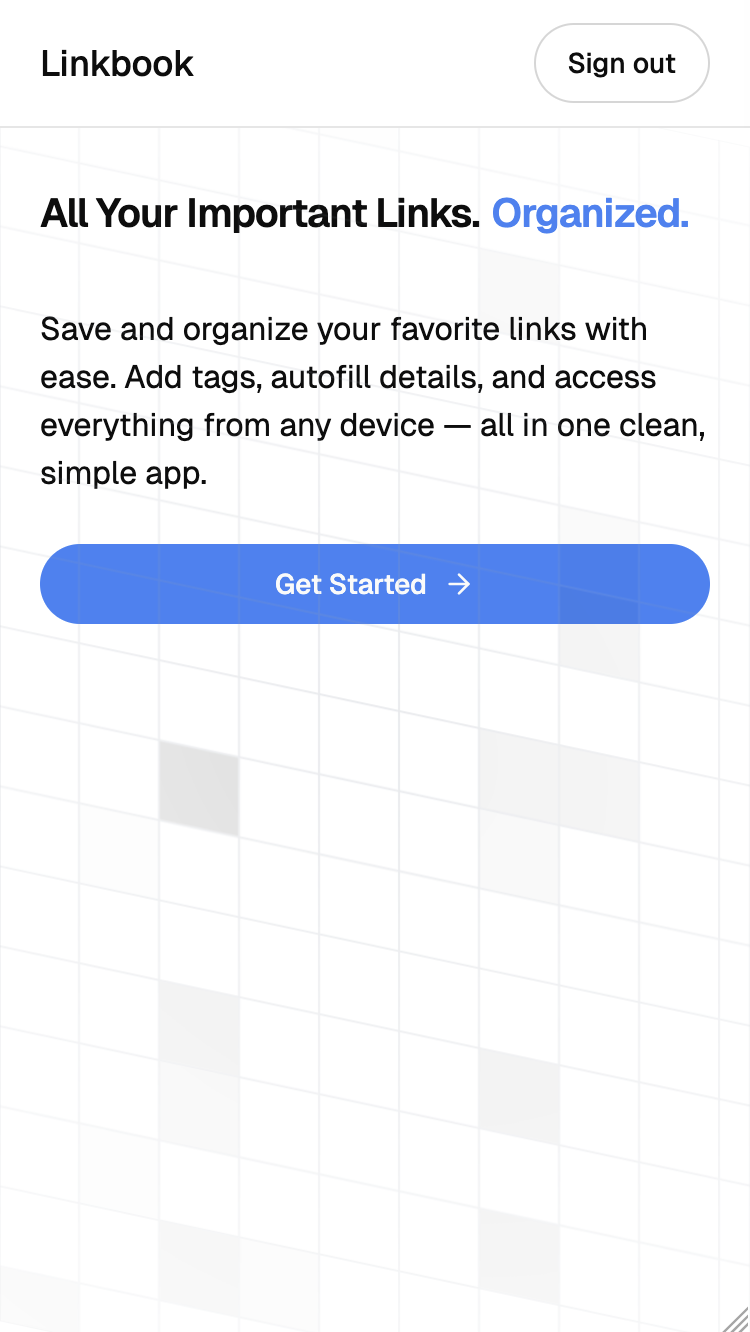 Linkbook
Sign out
All Your Important Links. Organized.
Save and organize your favorite links with
ease. Add tags, autofill details, and access
everything from any device — all in one clean,
simple app.
Get Started →